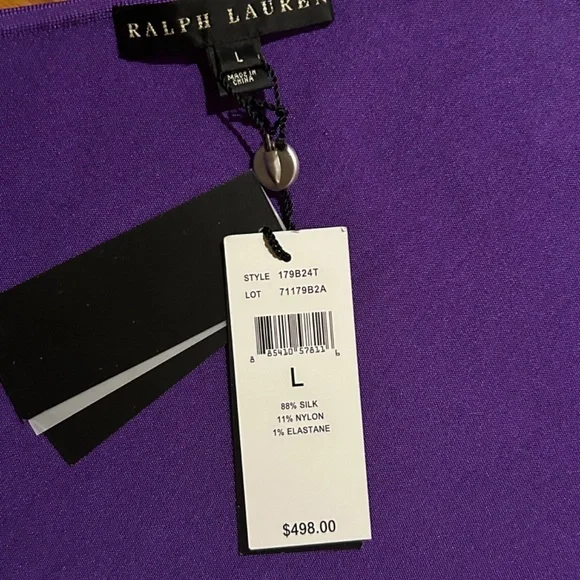 RALPH LAUREN
L
MADE IN
CHINA
STYLE 179B24T
LOT 71179B2A
8 85410 57811 6
L
88% SILK
11% NYLON
1% ELASTANE
$498.00